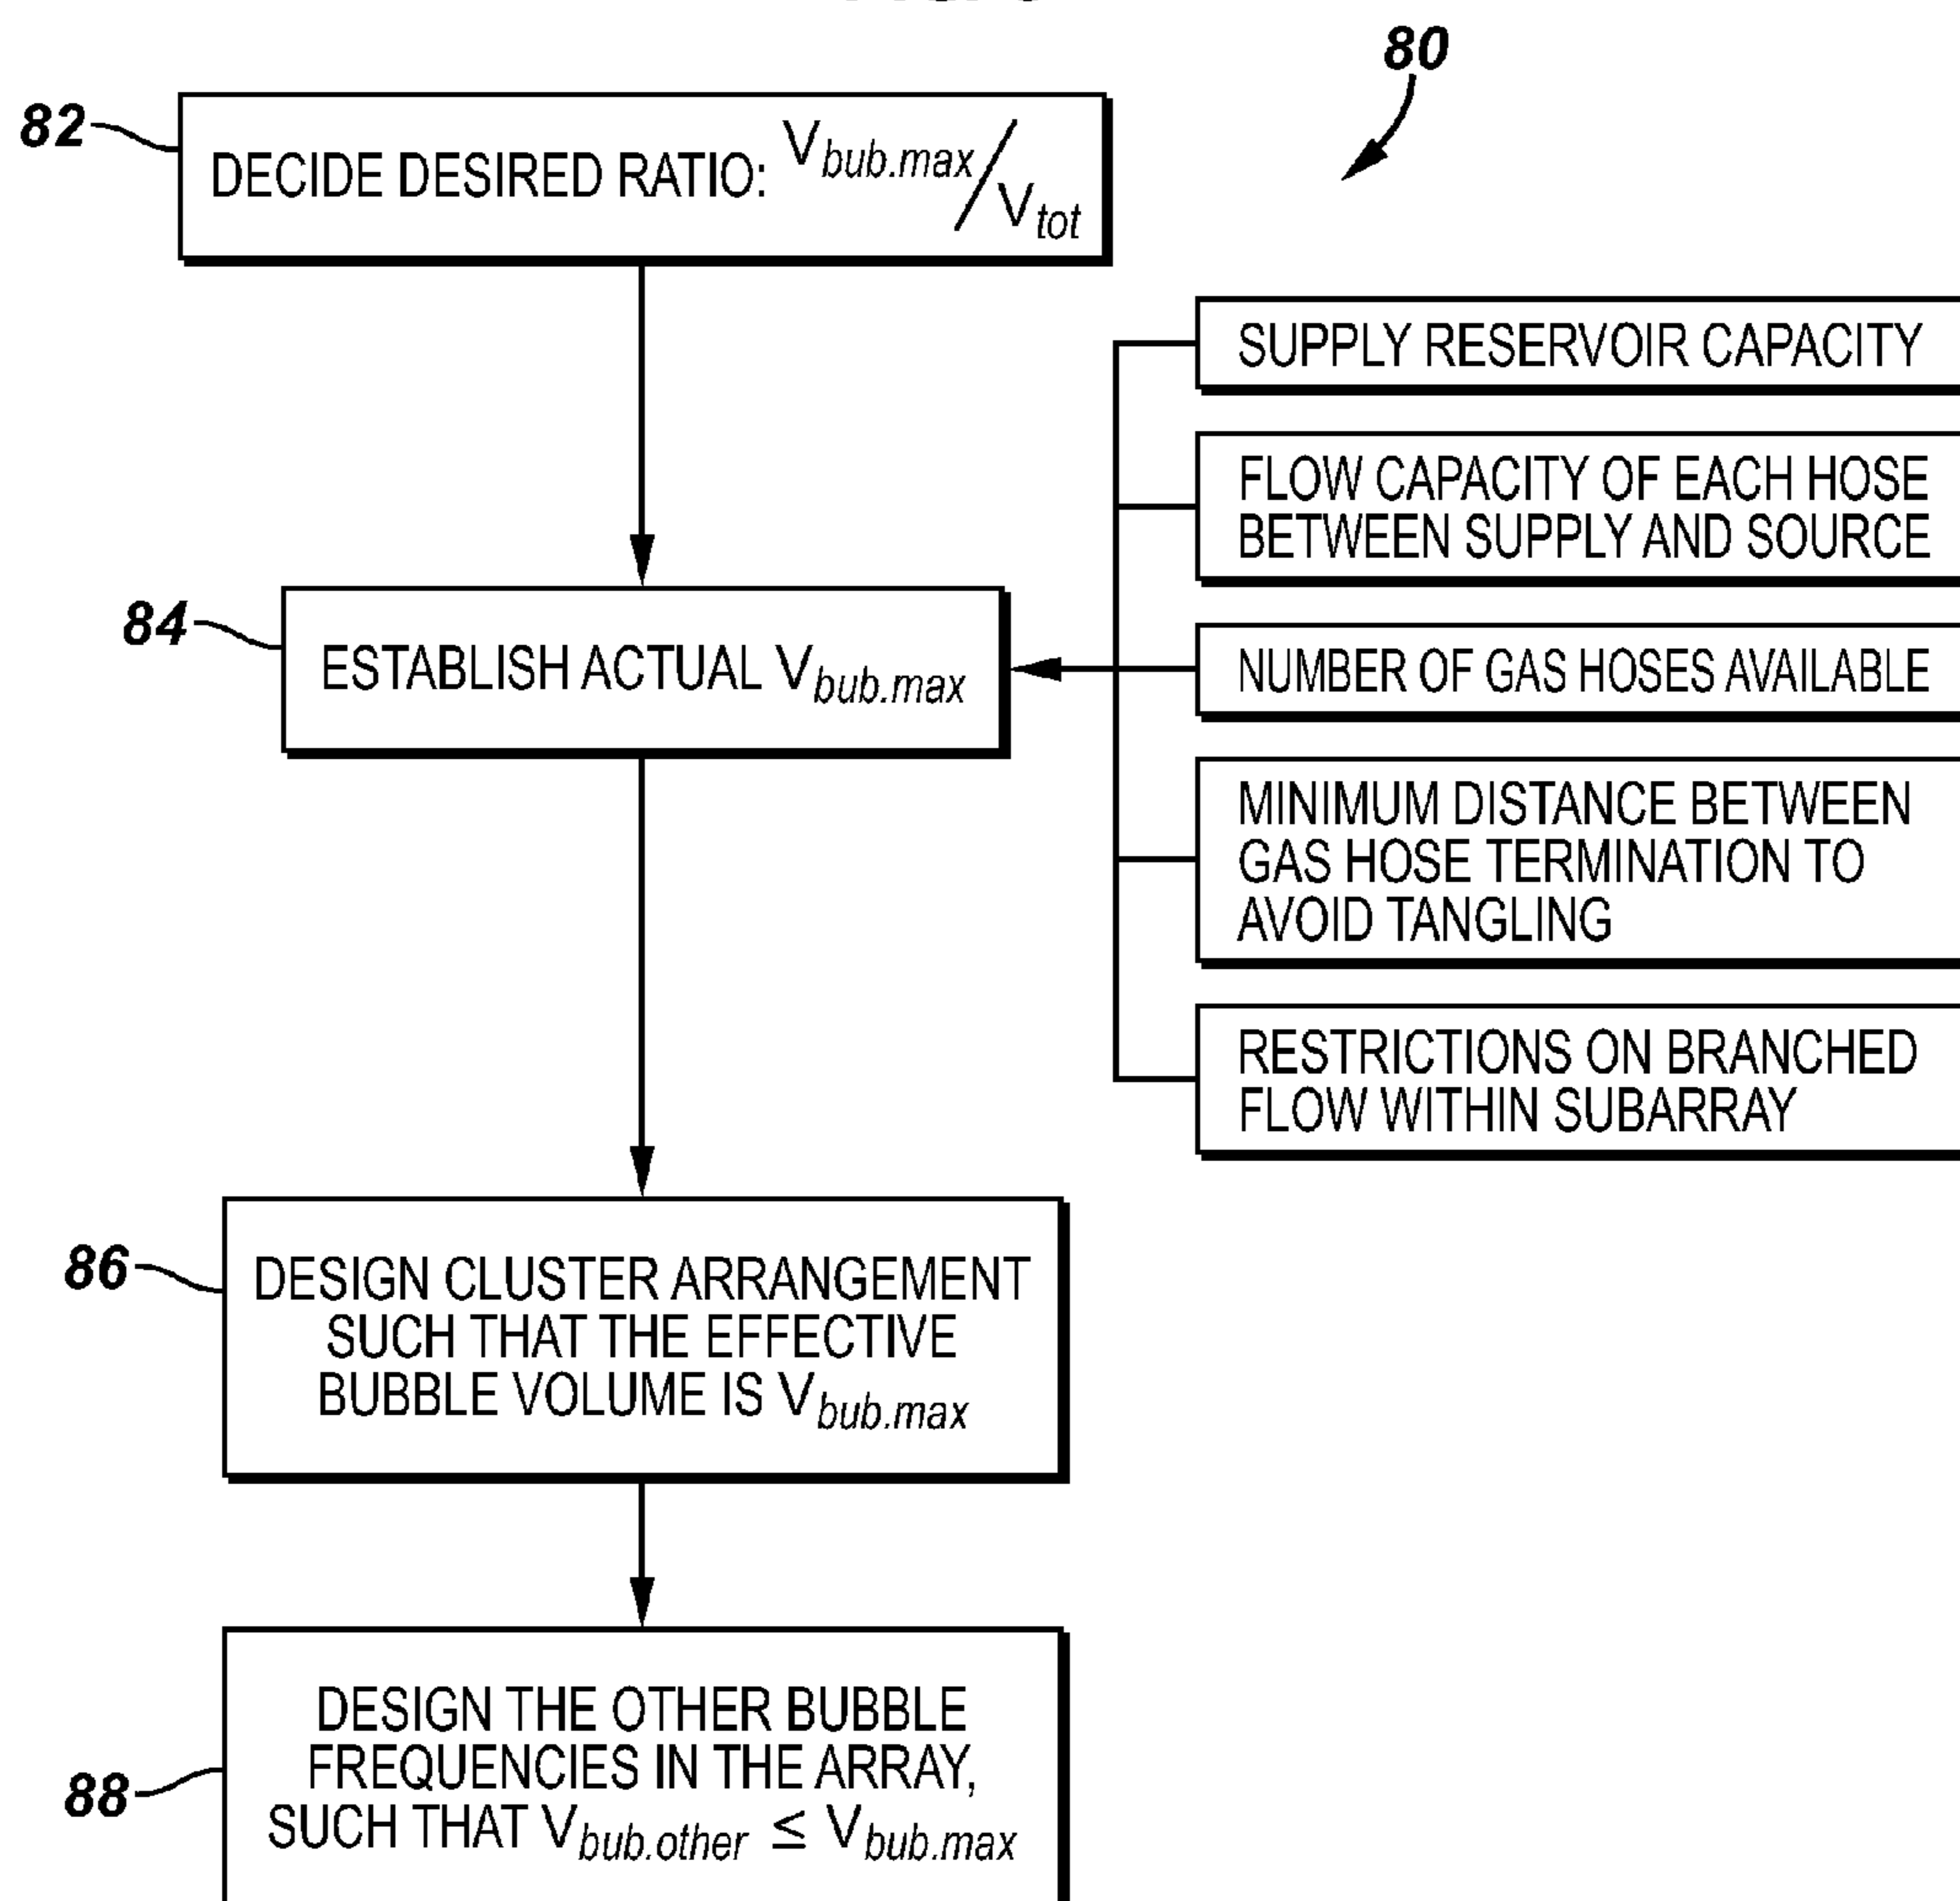 80
82
DECIDE DESIRED RATIO: Vbub.max/Vtot
SUPPLY RESERVOIR CAPACITY
FLOW CAPACITY OF EACH HOSE
BETWEEN SUPPLY AND SOURCE
84
ESTABLISH ACTUAL Vbub.max
NUMBER OF GAS HOSES AVAILABLE
MINIMUM DISTANCE BETWEEN
GAS HOSE TERMINATION TO
AVOID TANGLING
RESTRICTIONS ON BRANCHED
FLOW WITHIN SUBARRAY
86
DESIGN CLUSTER ARRANGEMENT
SUCH THAT THE EFFECTIVE
BUBBLE VOLUME IS Vbub.max
88
DESIGN THE OTHER BUBBLE
FREQUENCIES IN THE ARRAY,
SUCH THAT Vbub.other ≤ Vbub.max